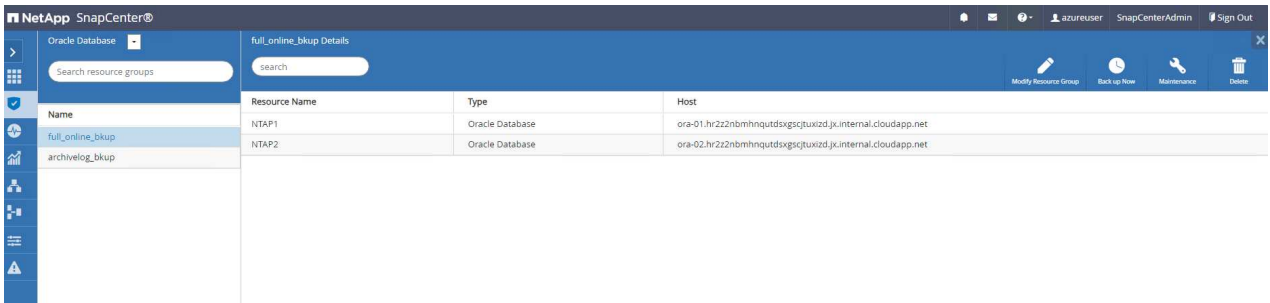 NetApp SnapCenter®
azureuser SnapCenterAdmin Sign Out
Oracle Database
Search resource groups
Name
full_online_bkup
archivelog_bkup
full_online_bkup Details
search
Modify Resource Group Back up Now Maintenance Delete
Resource Name Type Host
NTAP1 Oracle Database ora-01.hr2z2nbmhnqutdsxgscjtuxizd.jx.internal.cloudapp.net
NTAP2 Oracle Database ora-02.hr2z2nbmhnqutdsxgscjtuxizd.jx.internal.cloudapp.net